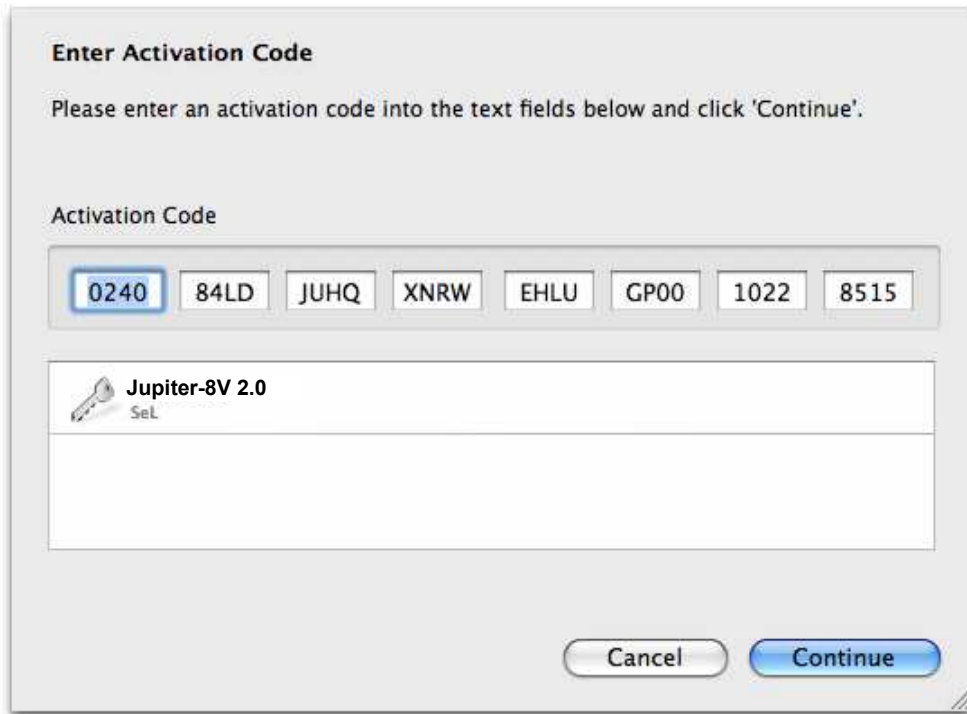 Enter Activation Code
Please enter an activation code into the text fields below and click 'Continue'.
Activation Code
0240 84LD JUHQ XNRW EHLU GP00 1022 8515
Jupiter-8V 2.0
SeL
Cancel Continue